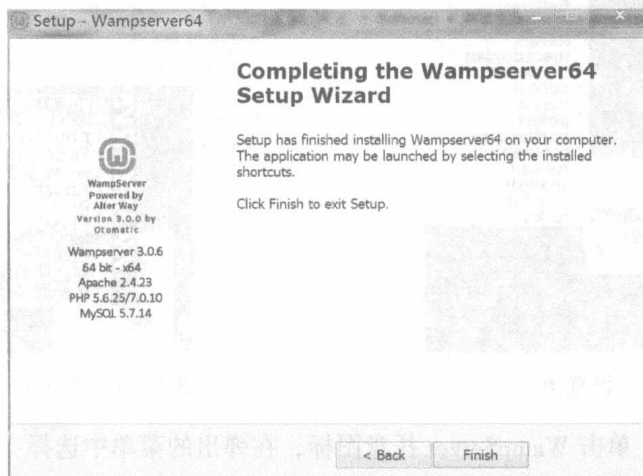 Setup - Wampserver64
Completing the Wampserver64
Setup Wizard
Setup has finished installing Wampserver64 on your computer.
The application may be launched by selecting the installed
shortcuts.
Click Finish to exit Setup.
WampServer
Powered by
Alter Way
Version 3.0.0 by
Otomatic
Wampserver 3.0.6
64 bit - x64
Apache 2.4.23
PHP 5.6.25/7.0.10
MySQL 5.7.14
< Back
Finish